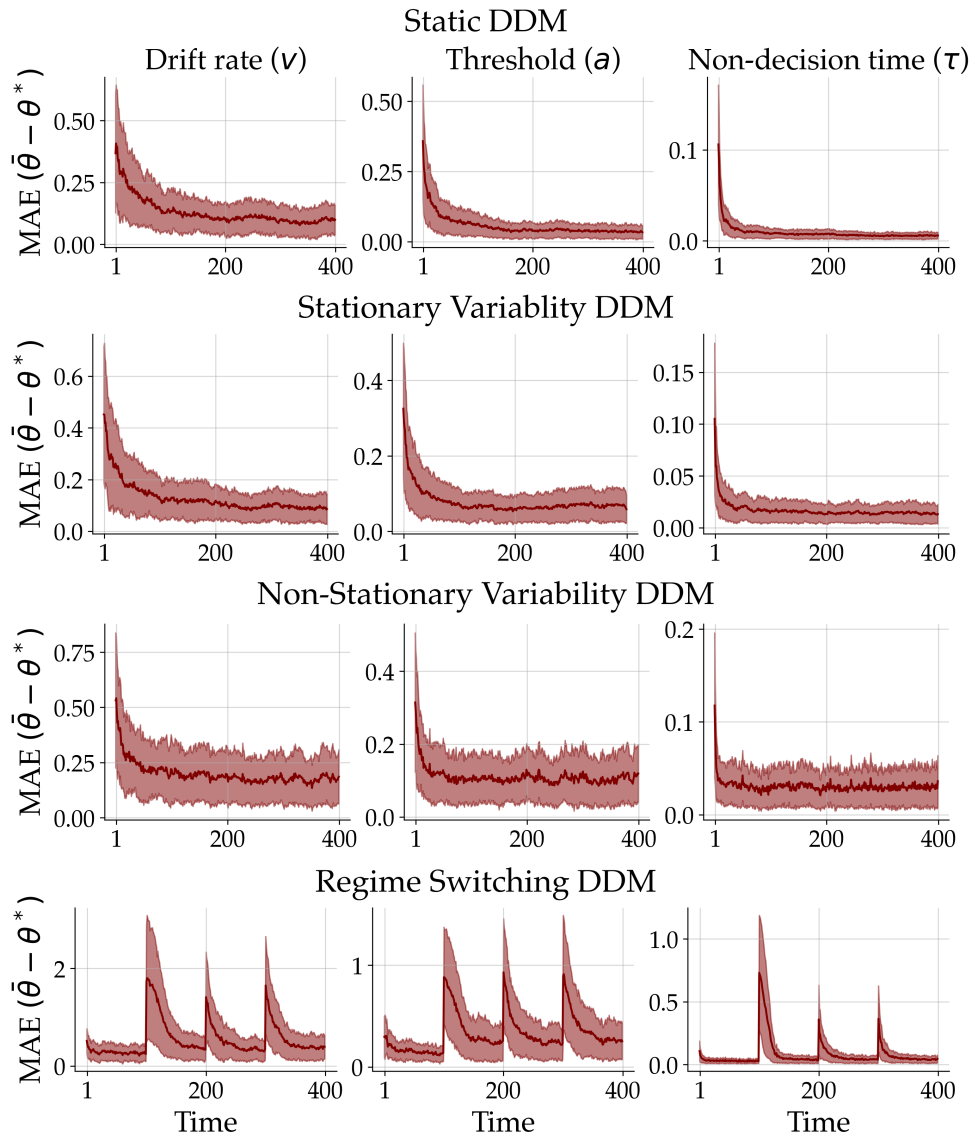 Static DDM
Drift rate (v) Threshold (a) Non-decision time (τ)
MAE (θ̄ − θ*)
0.50
0.25
0.00
1 200 400
0.50
0.25
0.00
1 200 400
0.1
0.0
1 200 400
Stationary Variablity DDM
MAE (θ̄ − θ*)
0.6
0.4
0.2
0.0
1 200 400
0.4
0.2
0.0
1 200 400
0.15
0.10
0.05
0.00
1 200 400
Non-Stationary Variability DDM
MAE (θ̄ − θ*)
0.75
0.50
0.25
0.00
1 200 400
0.4
0.2
0.0
1 200 400
0.2
0.1
0.0
1 200 400
Regime Switching DDM
MAE (θ̄ − θ*)
2
0
1 200 400
Time
1
0
1 200 400
Time
1.0
0.5
0.0
1 200 400
Time